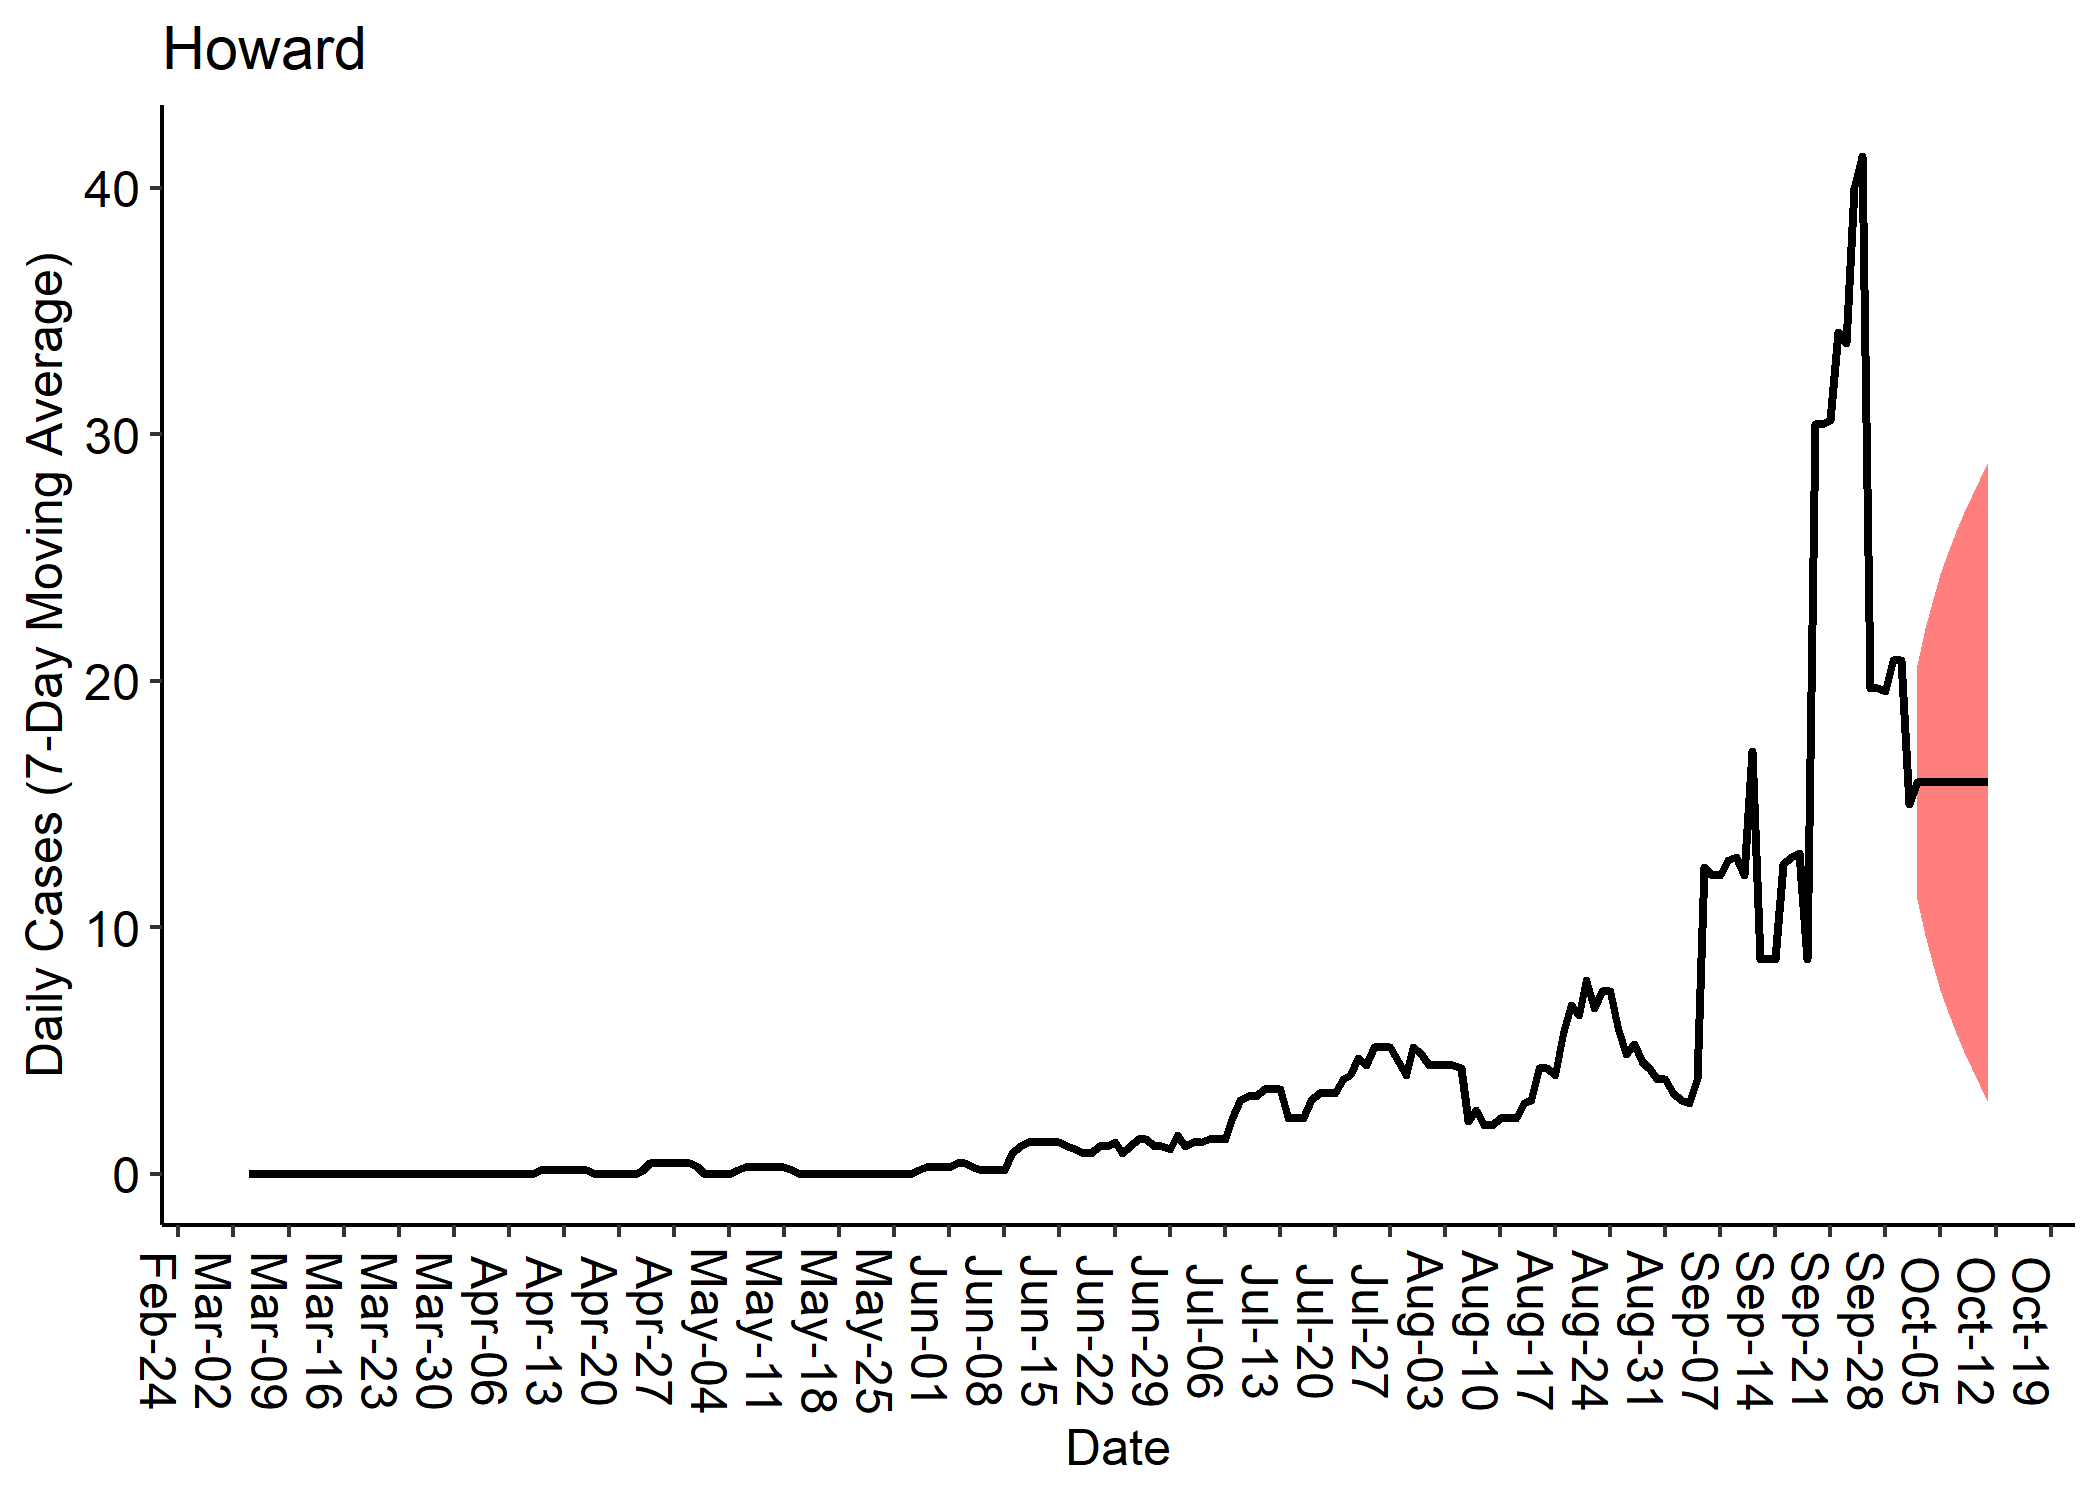 Howard
Daily Cases (7-Day Moving Average)
40
30
20
10
0
Feb-24
Mar-02
Mar-09
Mar-16
Mar-23
Mar-30
Apr-06
Apr-13
Apr-20
Apr-27
May-04
May-11
May-18
May-25
Jun-01
Jun-08
Jun-15
Jun-22
Jun-29
Jul-06
Jul-13
Jul-20
Jul-27
Aug-03
Aug-10
Aug-17
Aug-24
Aug-31
Sep-07
Sep-14
Sep-21
Sep-28
Oct-05
Oct-12
Oct-19
Date